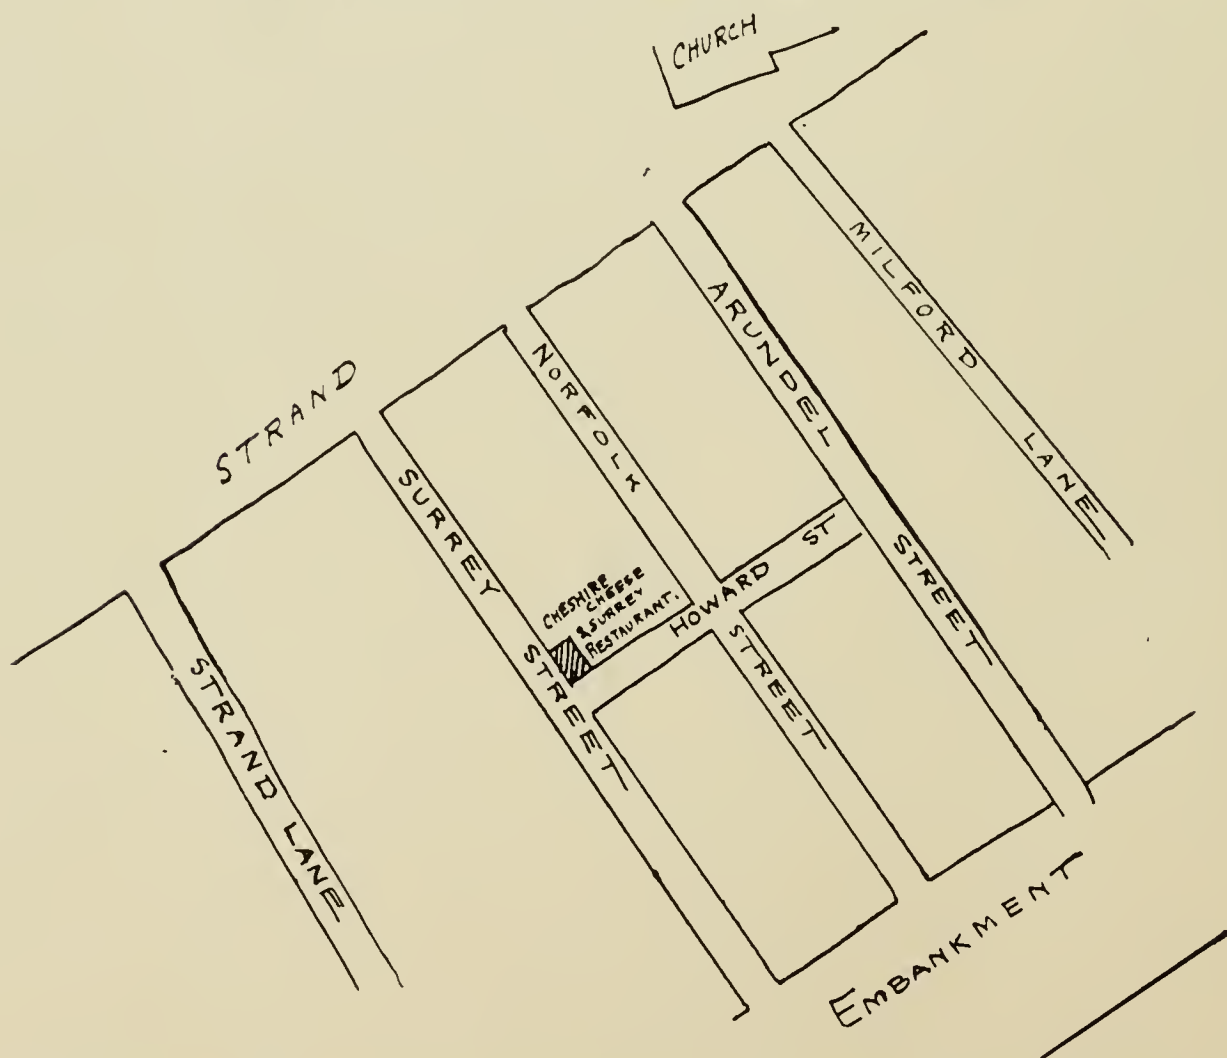 CHURCH
STRAND
MILFORD LANE
ARUNDEL STREET
NORFOLK STREET
SURREY STREET
HOWARD ST
CHESHIRE
CHEESE
& SURREY
RESTAURANT.
STRAND LANE
EMBANKMENT